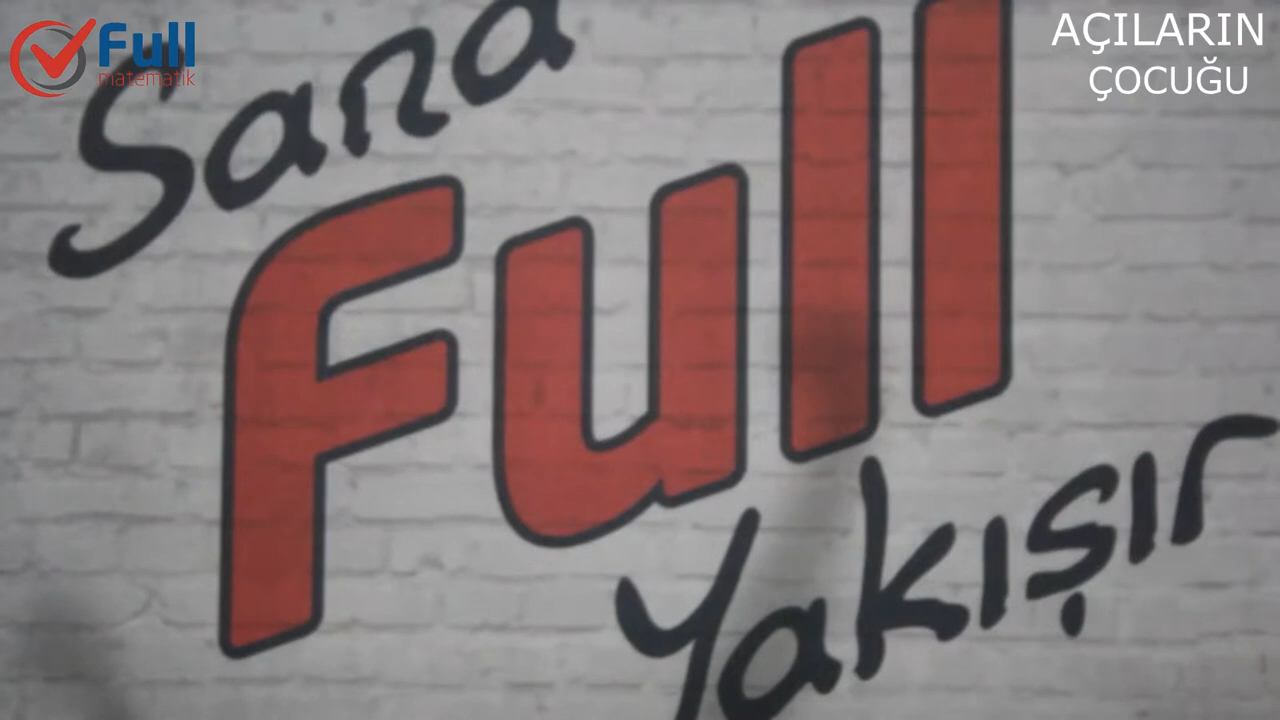 Full
matematik
AÇILARIN
ÇOCUĞU
Sana
Full
Yakışır